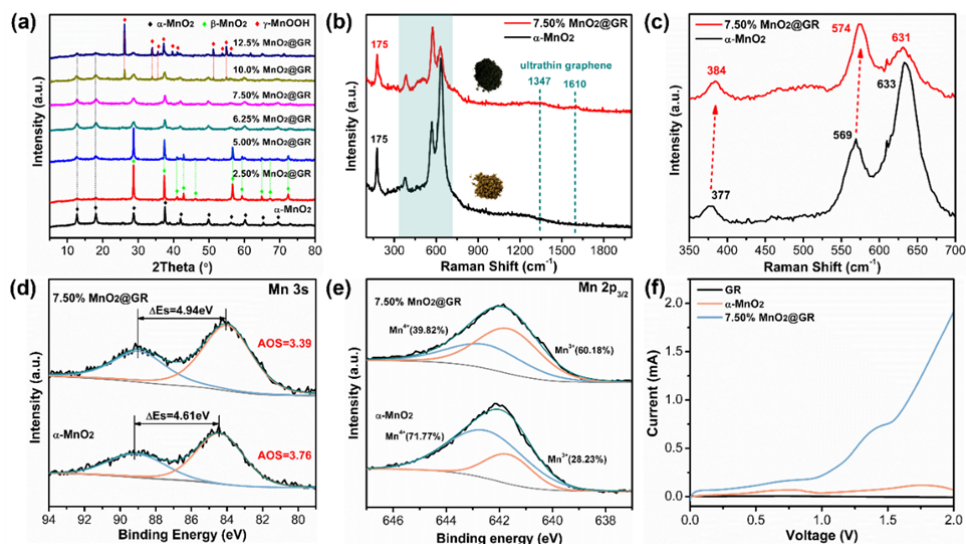 (a)
α-MnO₂ β-MnO₂ γ-MnOOH
12.5% MnO₂@GR
10.0% MnO₂@GR
7.50% MnO₂@GR
6.25% MnO₂@GR
5.00% MnO₂@GR
2.50% MnO₂@GR
α-MnO₂
Intensity (a.u.)
10 20 30 40 50 60 70 80
2Theta (°)
(b)
7.50% MnO₂@GR
α-MnO₂
175
ultrathin graphene
1347 1610
175
Intensity (a.u.)
500 1000 1500
Raman Shift (cm⁻¹)
(c)
7.50% MnO₂@GR
α-MnO₂
574
631
384
633
569
377
Intensity (a.u.)
350 400 450 500 550 600 650 700
Raman Shift (cm⁻¹)
(d)
Mn 3s
7.50% MnO₂@GR
ΔEs=4.94eV
AOS=3.39
ΔEs=4.61eV
α-MnO₂
AOS=3.76
Intensity (a.u.)
94 92 90 88 86 84 82 80
Binding Energy (eV)
(e)
Mn 2p₃/₂
7.50% MnO₂@GR
Mn⁴⁺
(39.82%)
Mn³⁺(60.18%)
α-MnO₂
Mn⁴⁺
(71.77%)
Mn³⁺(28.23%)
Intensity (a.u.)
646 644 642 640 638
Binding energy (eV)
(f)
GR
α-MnO₂
7.50% MnO₂@GR
Current (mA)
2.0
1.5
1.0
0.5
0.0
0.0 0.5 1.0 1.5 2.0
Voltage (V)